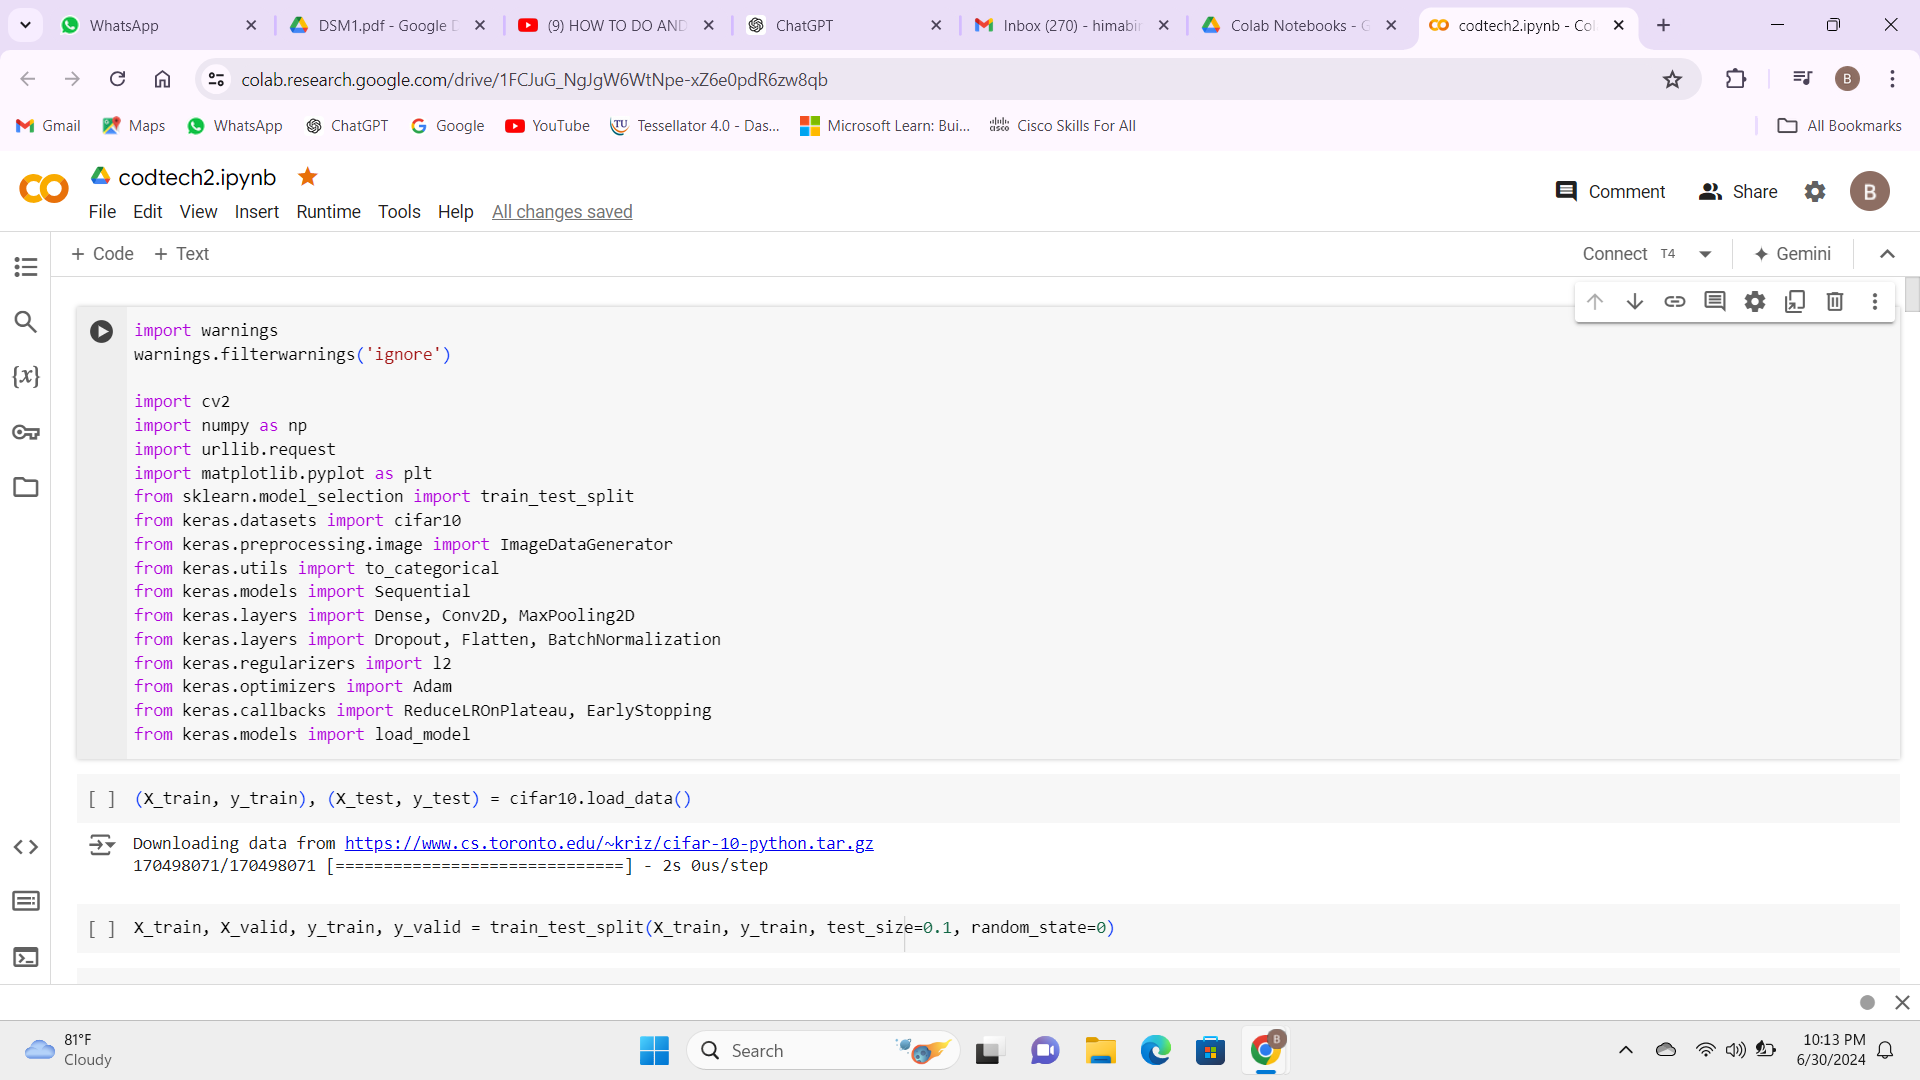 WhatsApp
DSM1.pdf - Google D
(9) HOW TO DO AND
ChatGPT
Inbox (270) - himabin
Colab Notebooks - G
codtech2.ipynb - Col
colab.research.google.com/drive/1FCJuG_NgJgW6WtNpe-xZ6e0pdR6zw8qb
B
Gmail
Maps
WhatsApp
ChatGPT
Google
YouTube
Tessellator 4.0 - Das...
Microsoft Learn: Bui...
Cisco Skills For All
All Bookmarks
codtech2.ipynb
File Edit View Insert Runtime Tools Help All changes saved
Comment
Share
B
+ Code + Text
Connect T4
Gemini
import warnings
warnings.filterwarnings('ignore')
import cv2
import numpy as np
import urllib.request
import matplotlib.pyplot as plt
from sklearn.model_selection import train_test_split
from keras.datasets import cifar10
from keras.preprocessing.image import ImageDataGenerator
from keras.utils import to_categorical
from keras.models import Sequential
from keras.layers import Dense, Conv2D, MaxPooling2D
from keras.layers import Dropout, Flatten, BatchNormalization
from keras.regularizers import l2
from keras.optimizers import Adam
from keras.callbacks import ReduceLROnPlateau, EarlyStopping
from keras.models import load_model
[ ] (X_train, y_train), (X_test, y_test) = cifar10.load_data()
Downloading data from https://www.cs.toronto.edu/~kriz/cifar-10-python.tar.gz
170498071/170498071 [==============================] - 2s 0us/step
[ ] X_train, X_valid, y_train, y_valid = train_test_split(X_train, y_train, test_size=0.1, random_state=0)
81°F
Cloudy
Search
B
10:13 PM
6/30/2024